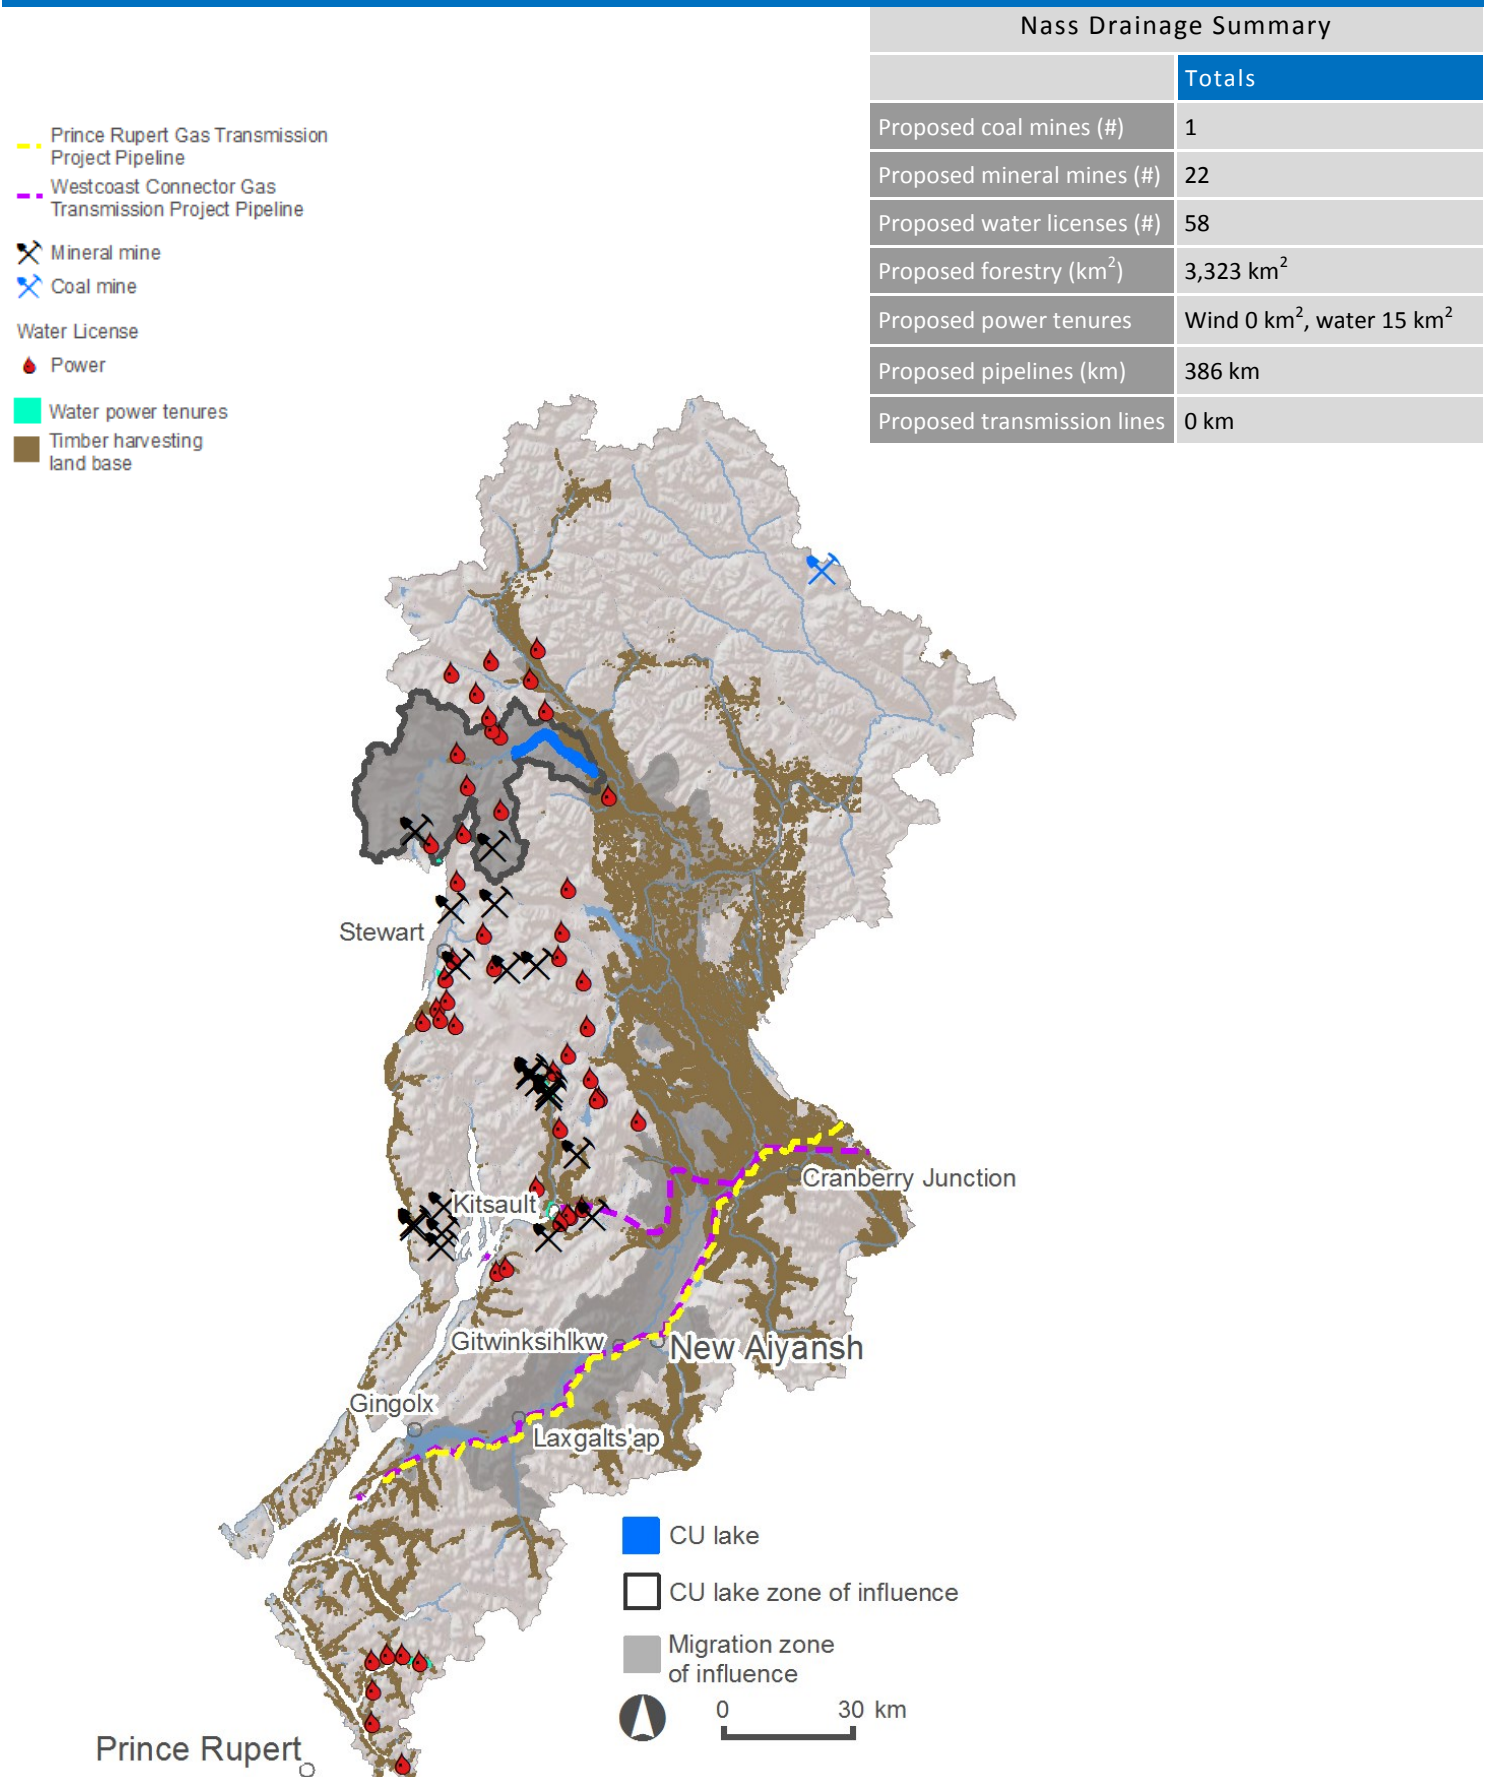 Nass Drainage Summary
Totals
Proposed coal mines (#) 1
Proposed mineral mines (#) 22
Proposed water licenses (#) 58
Proposed forestry (km²) 3,323 km²
Proposed power tenures Wind 0 km², water 15 km²
Proposed pipelines (km) 386 km
Proposed transmission lines 0 km
Prince Rupert Gas Transmission
Project Pipeline
Westcoast Connector Gas
Transmission Project Pipeline
Mineral mine
Coal mine
Water License
Power
Water power tenures
Timber harvesting
land base
Stewart
Cranberry Junction
Kitsault
Gitwinksihlkw
New Aiyansh
Gingolx
Laxgalts'ap
CU lake
CU lake zone of influence
Migration zone
of influence
0 30 km
Prince Rupert